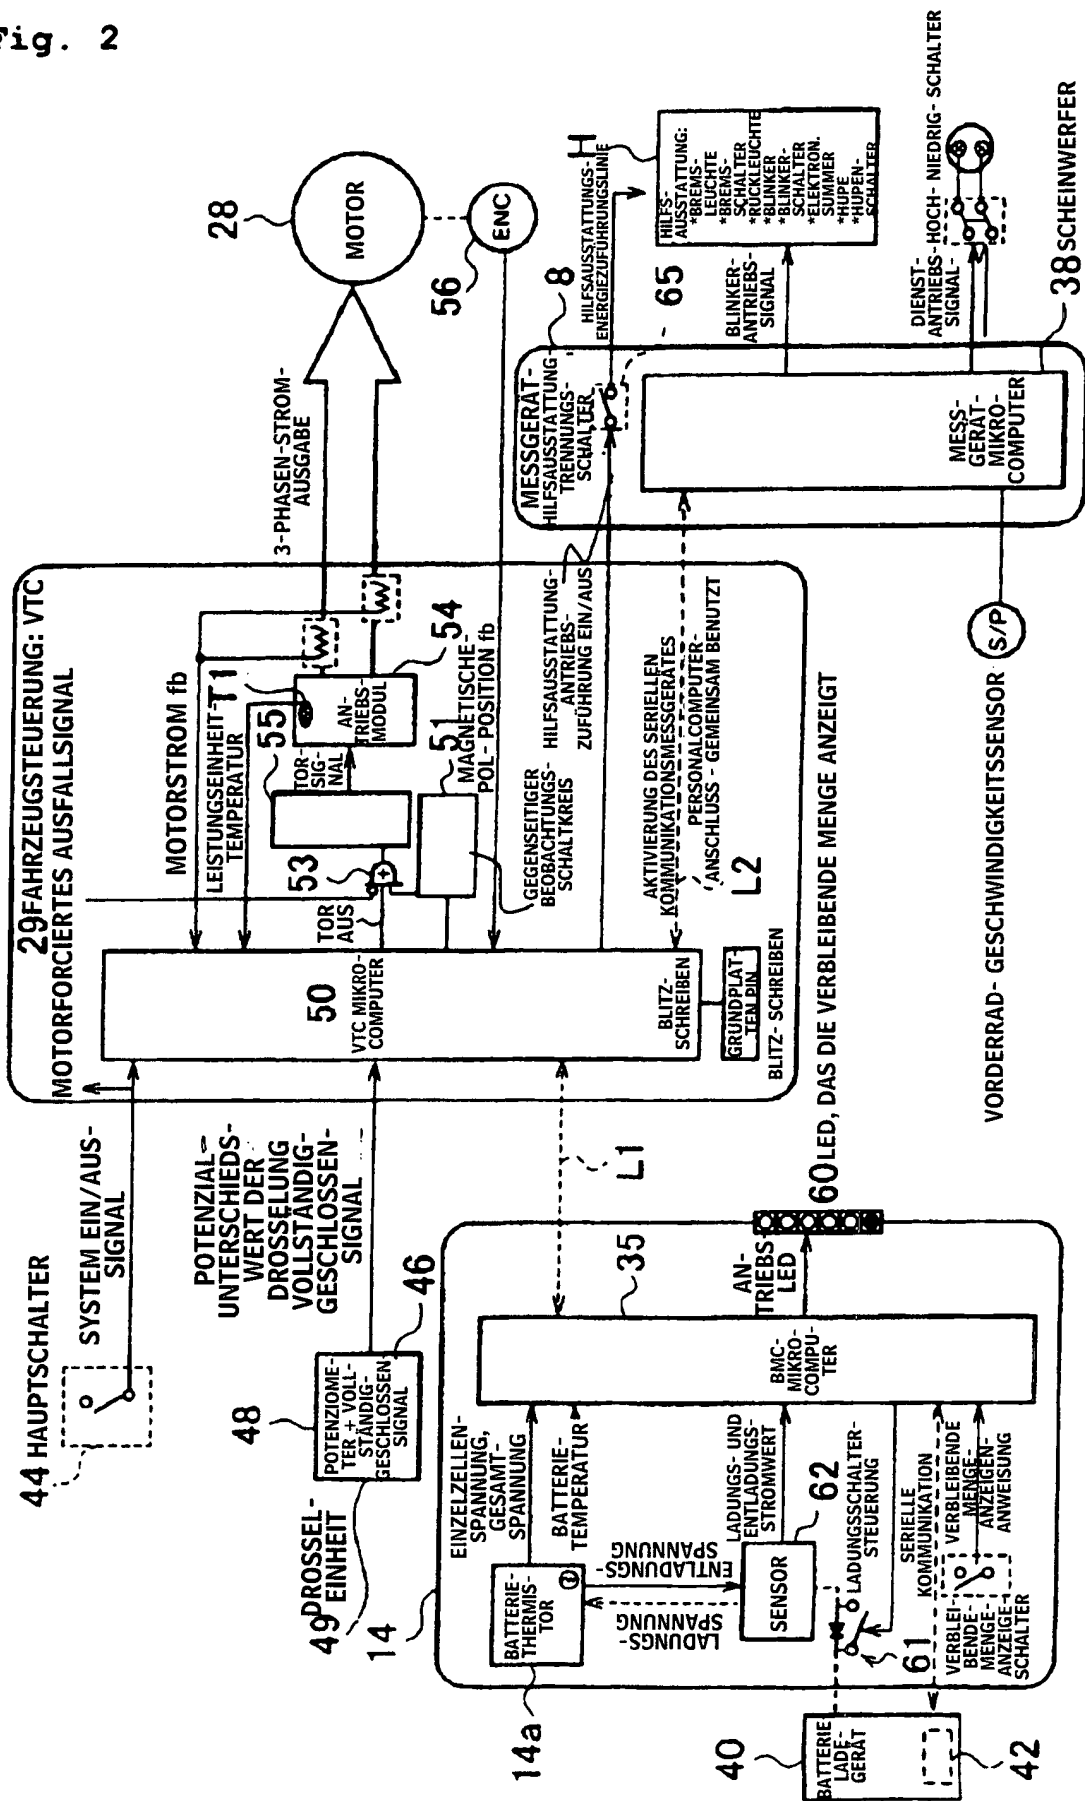 Fig. 2
44 HAUPTSCHALTER
SYSTEM EIN/AUS-
SIGNAL
29 FAHRZEUGSTEUERUNG: VTC
MOTORFORCIERTES AUSFALLSIGNAL
MOTORSTROM fb
LEISTUNGSEINHEIT-
TEMPERATUR
T1
55
TOR-
SIG-
NAL
AN-
TRIEBS-
MODUL
54
53
TOR
AUS
51
MAGNETISCHE-
POL- POSITION fb
GEGENSEITIGER
BEOBACHTUNGS-
SCHALTKREIS
50
VTC MIKRO-
COMPUTER
BLITZ-
SCHREIBEN
GRUNDPLAT-
TEN PIN
BLITZ- SCHREIBEN
3-PHASEN-STROM-
AUSGABE
28
MOTOR
56
ENC
POTENZIAL-
UNTERSCHIEDS-
WERT DER
DROSSELUNG
VOLLSTÄNDIG-
GESCHLOSSEN-
SIGNAL
48
46
POTENZIOME-
TER + VOLL-
STÄNDIG-
GESCHLOSSEN-
SIGNAL
49
DROSSEL-
EINHEIT
L1
HILFSAUSSTATTUNG-
ANTRIEBS-
ZUFÜHRUNG EIN/AUS
AKTIVIERUNG DES SERIELLEN
KOMMUNIKATIONSMESSGERÄTES
PERSONALCOMPUTER-
ANSCHLUSS - GEMEINSAM BENUTZT
L2
8
MESSGERÄT-
HILFSAUSSTATTUNG-
TRENNUNGS-
SCHALTER
65
HILFSAUSSTATTUNGS-
ENERGIEZUFÜHRUNGSLINIE
H
HILFS-
AUSSTATTUNG:
*BREMS-
LEUCHTE
*BREMS-
SCHALTER
*RÜCKLEUCHTE
*BLINKER
*BLINKER-
SCHALTER
*ELEKTRON.
SUMMER
*HUPE
*HUPEN-
SCHALTER
BLINKER-
ANTRIEBS-
SIGNAL
MESS-
GERÄT-
MIKRO
COMPUTER
DIENST-
ANTRIEBS-
SIGNAL-
HOCH- NIEDRIG- SCHALTER
38 SCHEINWERFER
S/P
VORDERRAD- GESCHWINDIGKEITSSENSOR
14
EINZELZELLEN-
SPANNUNG,
GESAMT-
SPANNUNG
BATTERIE-
TEMPERATUR
BATTERIE-
THERMIS-
TOR
14a
ENTLADUNGS-
SPANNUNG
LADUNGS-
SPANNUNG
LADUNGS- UND
ENTLADUNGS-
STROMWERT
SENSOR
62
LADUNGSSCHALTER-
STEUERUNG
61
SERIELLE
KOMMUNIKATION
VERBLEIBENDE
MENGE-
ANZEIGEN-
ANWEISUNG
VERBLEI-
BENDE-
MENGE-
ANZEIGE-
SCHALTER
35
BMC-
MIKRO-
COMPU-
TER
AN-
TRIEBS-
LED
60 LED, DAS DIE VERBLEIBENDE MENGE ANZEIGT
40
BATTERIE
LADE-
GERÄT
42